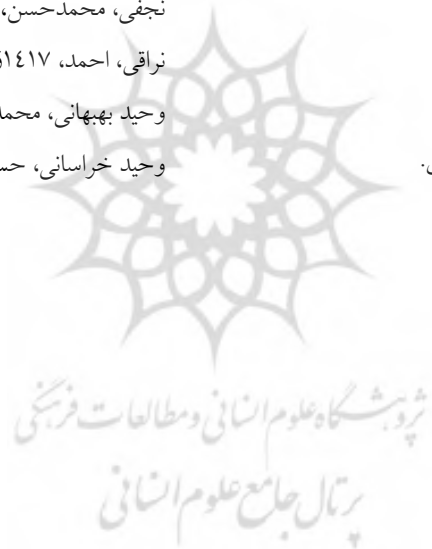 نجفی، محمدحسن،
نراقی، احمد، ١٤١٧
وحید بهبهانی، محمد
وحید خراسانی، حس
پژوهشگاه علوم انسانی و مطالعات فرهنگی
پرتال جامع علوم انسانی